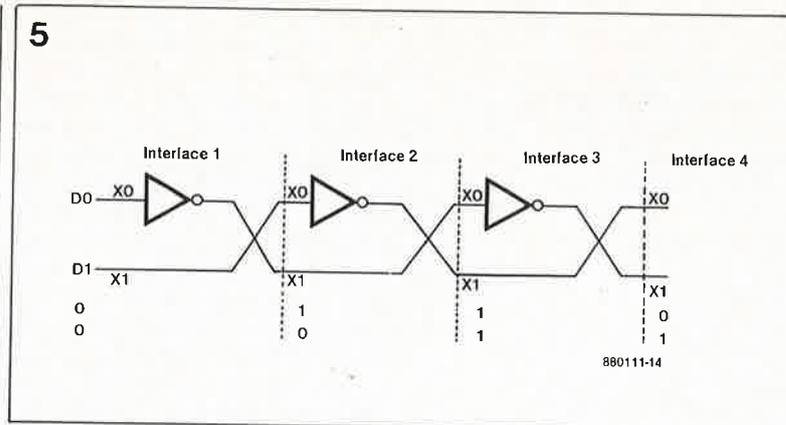 5
Interface 1 Interface 2 Interface 3 Interface 4
D0 X0 X0 X0 X0
D1 X1 X1 X1 X1
0 1 1 0
0 0 1 1
880111-14